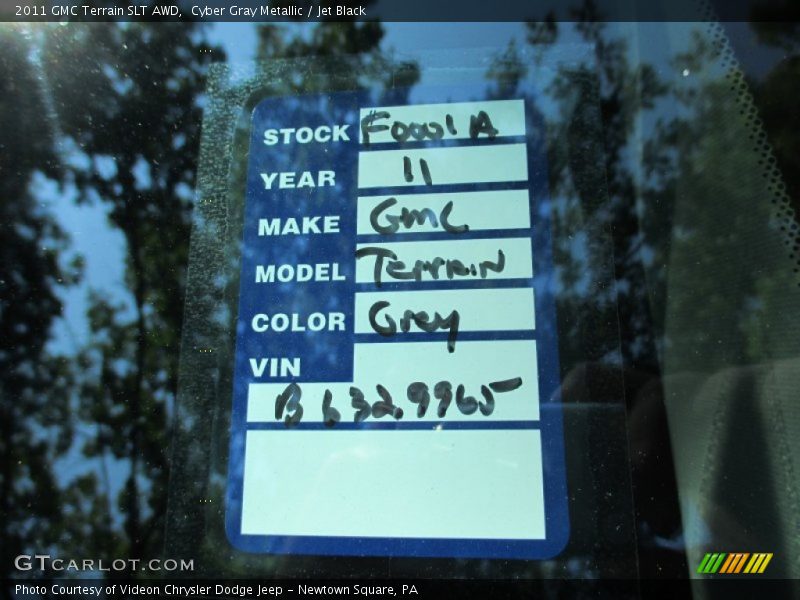 2011 GMC Terrain SLT AWD,  Cyber Gray Metallic / Jet Black
STOCK F0001A
YEAR 11
MAKE GMC
MODEL Terrain
COLOR Grey
VIN
B6329965
GTCARLOT.COM
Photo Courtesy of Videon Chrysler Dodge Jeep - Newtown Square, PA